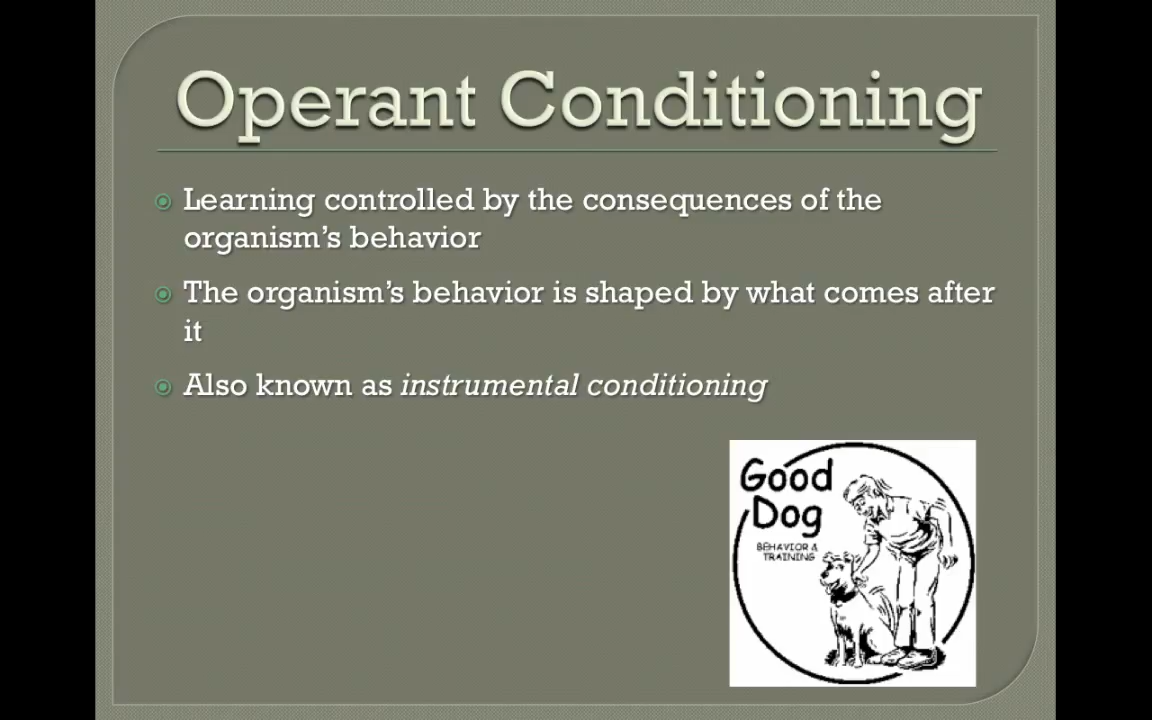 Operant Conditioning
Learning controlled by the consequences of the
organism's behavior
The organism's behavior is shaped by what comes after
it
Also known as instrumental conditioning
Good
Dog
BEHAVIOR &
TRAINING